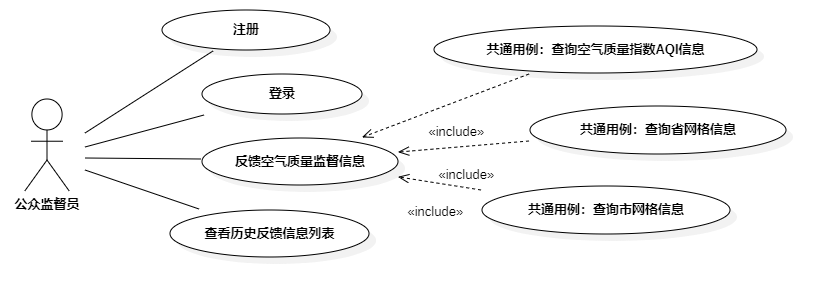 注册
共通用例：查询空气质量指数AQI信息
登录
«include»
共通用例：查询省网格信息
反馈空气质量监督信息
«include»
公众监督员
«include»
共通用例：查询市网格信息
查看历史反馈信息列表